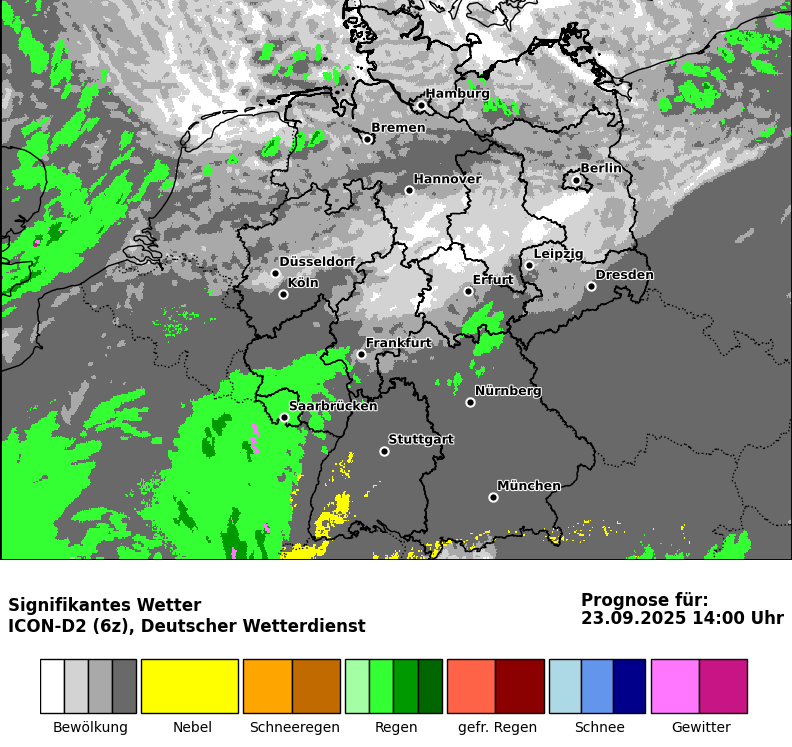 Hamburg
Bremen
Berlin
Hannover
Leipzig
Düsseldorf
Dresden
Köln
Erfurt
Frankfurt
Nürnberg
Saarbrücken
Stuttgart
München
Signifikantes Wetter
ICON-D2 (6z), Deutscher Wetterdienst
Prognose für:
23.09.2025 14:00 Uhr
Bewölkung Nebel Schneeregen Regen gefr. Regen Schnee Gewitter